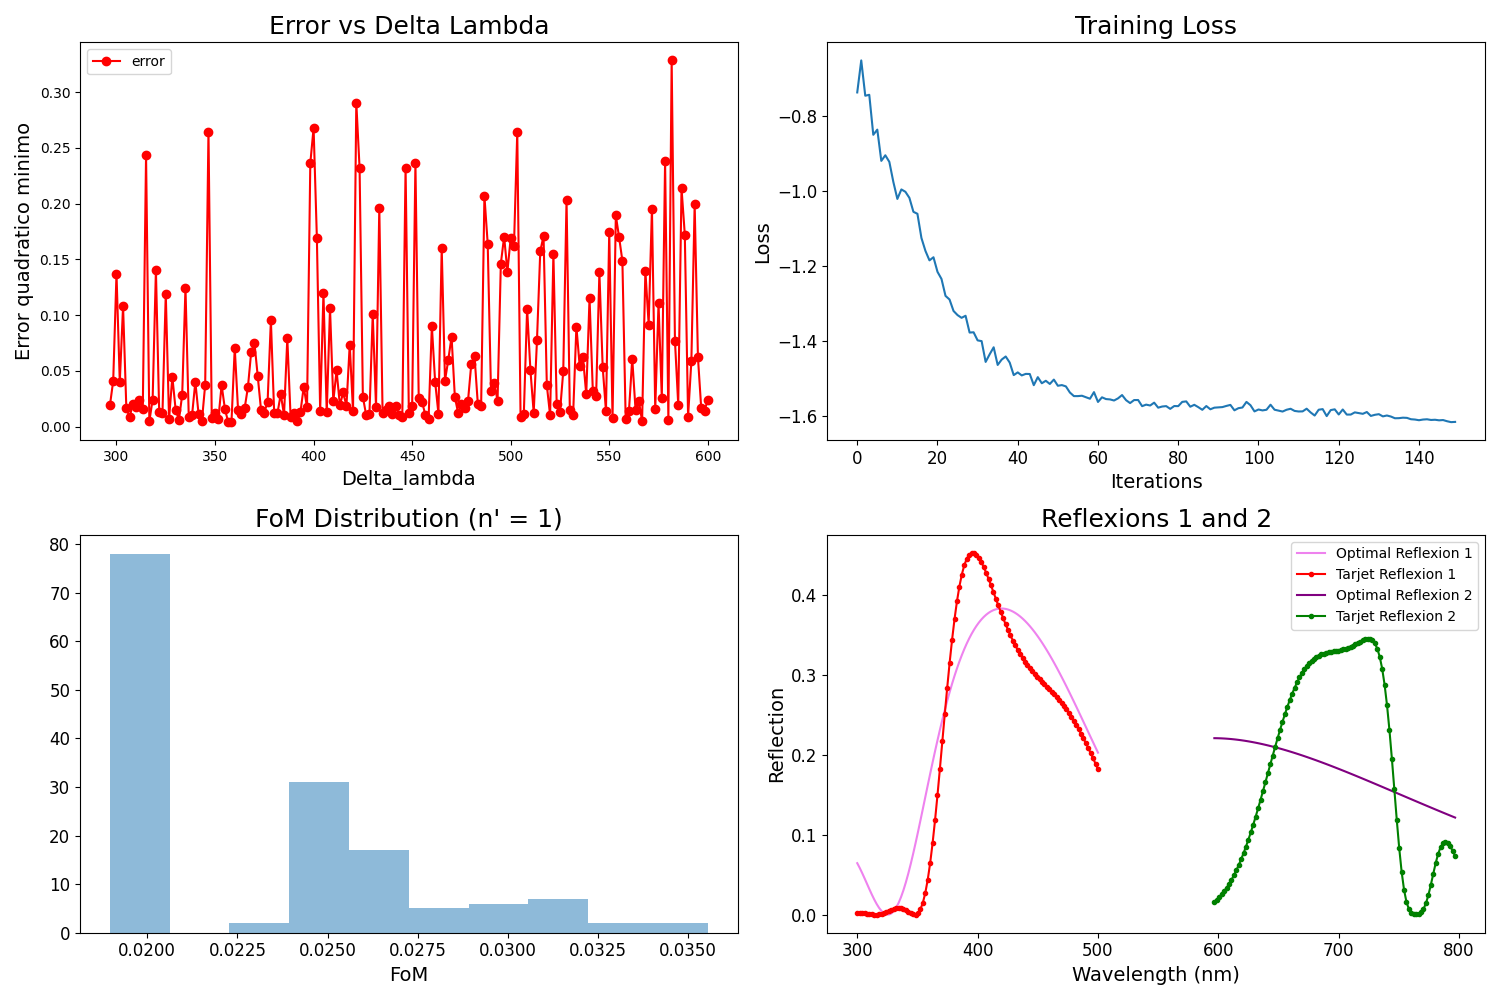 Error vs Delta Lambda
error
Error quadratico minimo
0.30
0.25
0.20
0.15
0.10
0.05
0.00
300 350 400 450 500 550 600
Delta_lambda
Training Loss
Loss
−0.8
−1.0
−1.2
−1.4
−1.6
0 20 40 60 80 100 120 140
Iterations
FoM Distribution (n' = 1)
80
70
60
50
40
30
20
10
0
0.0200 0.0225 0.0250 0.0275 0.0300 0.0325 0.0350
FoM
Reflexions 1 and 2
Optimal Reflexion 1
Tarjet Reflexion 1
Optimal Reflexion 2
Tarjet Reflexion 2
Reflection
0.4
0.3
0.2
0.1
0.0
300 400 500 600 700 800
Wavelength (nm)